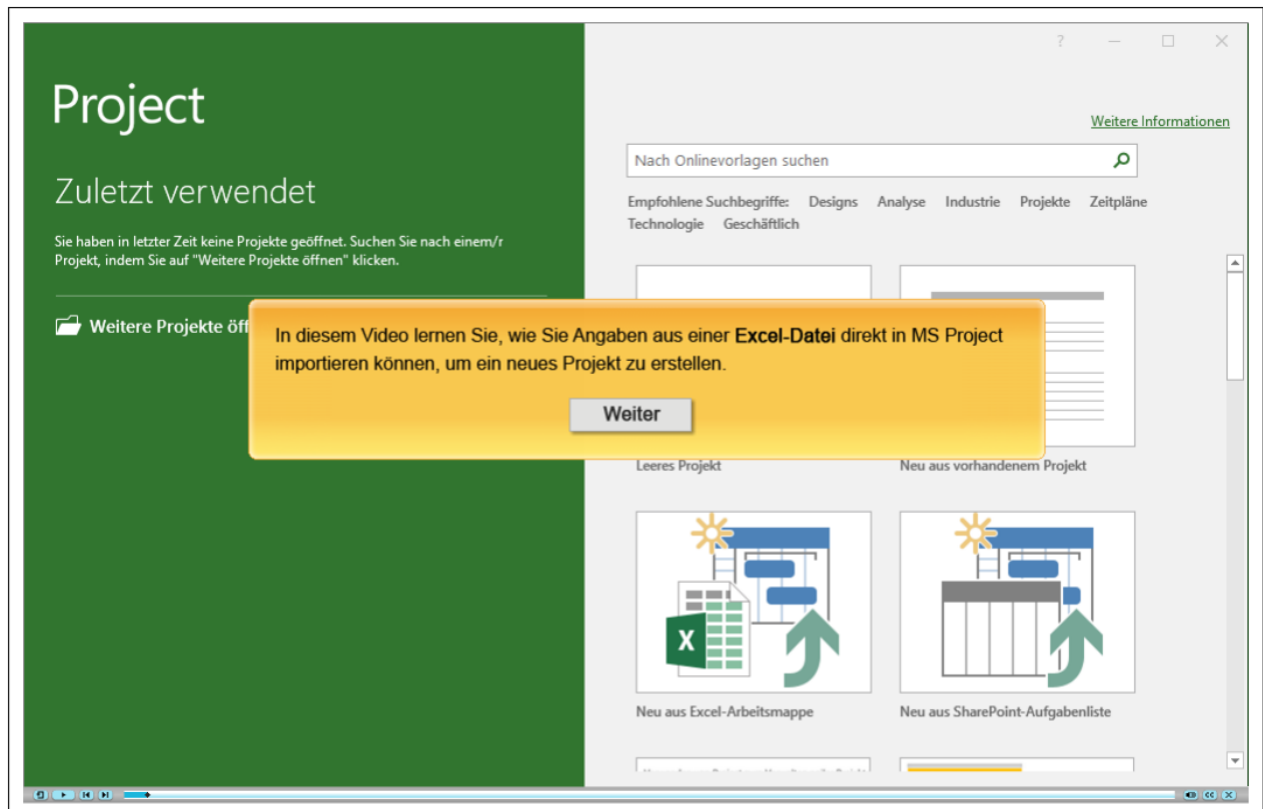 Project
Zuletzt verwendet
Sie haben in letzter Zeit keine Projekte geöffnet. Suchen Sie nach einem/r
Projekt, indem Sie auf "Weitere Projekte öffnen" klicken.
Weitere Projekte öff
?
Weitere Informationen
Nach Onlinevorlagen suchen
Empfohlene Suchbegriffe: Designs Analyse Industrie Projekte Zeitpläne
Technologie Geschäftlich
In diesem Video lernen Sie, wie Sie Angaben aus einer Excel-Datei direkt in MS Project
importieren können, um ein neues Projekt zu erstellen.
Weiter
Leeres Projekt
Neu aus vorhandenem Projekt
X
Neu aus Excel-Arbeitsmappe
Neu aus SharePoint-Aufgabenliste